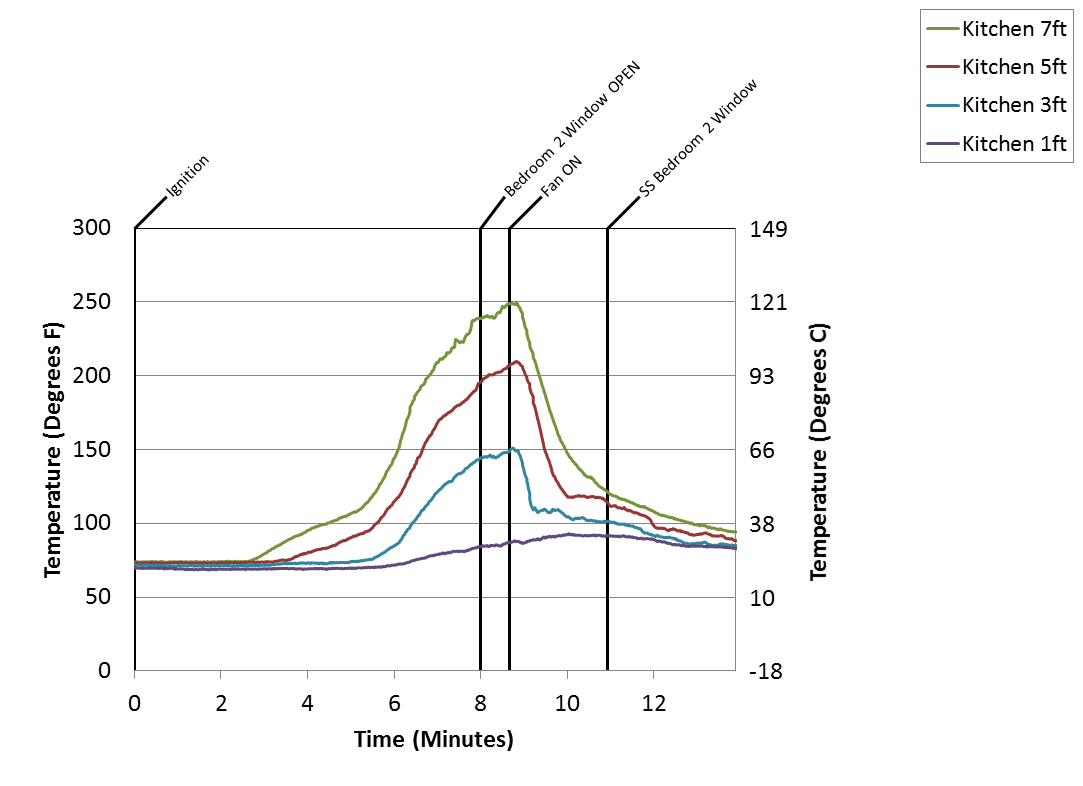 Kitchen 7ft
Kitchen 5ft
Kitchen 3ft
Kitchen 1ft
Ignition
Bedroom 2 Window OPEN
Fan ON
SS Bedroom 2 Window
300
250
200
150
100
50
0
Temperature (Degrees F)
149
121
93
66
38
10
-18
Temperature (Degrees C)
0 2 4 6 8 10 12
Time (Minutes)